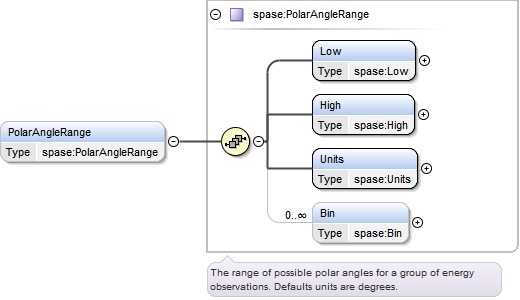 spase:PolarAngleRange
Low
Type spase:Low
High
Type spase:High
PolarAngleRange
Type spase:PolarAngleRange
Units
Type spase:Units
0..∞
Bin
Type spase:Bin
The range of possible polar angles for a group of energy
observations. Defaults units are degrees.